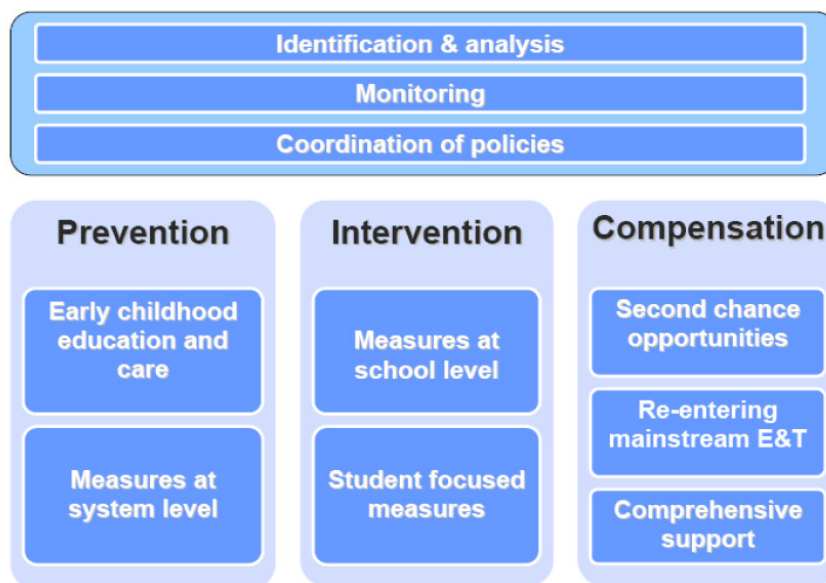 Identification & analysis
Monitoring
Coordination of policies
Prevention
Early childhood
education and
care
Measures at
system level
Intervention
Measures at
school level
Student focused
measures
Compensation
Second chance
opportunities
Re-entering
mainstream E&T
Comprehensive
support